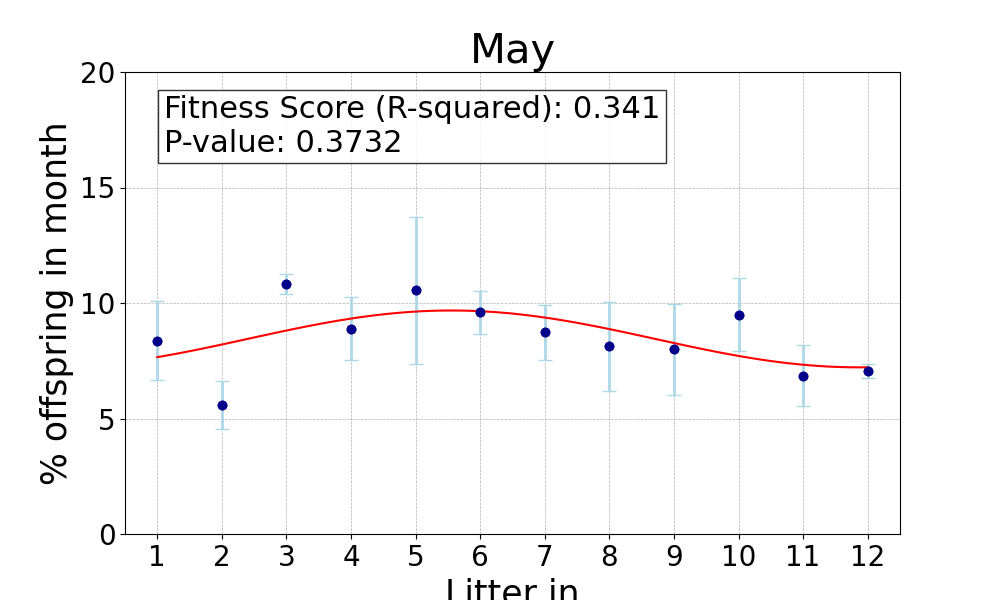 May
Fitness Score (R-squared): 0.341
P-value: 0.3732
% offspring in month
20
15
10
5
0
1 2 3 4 5 6 7 8 9 10 11 12
Litter in